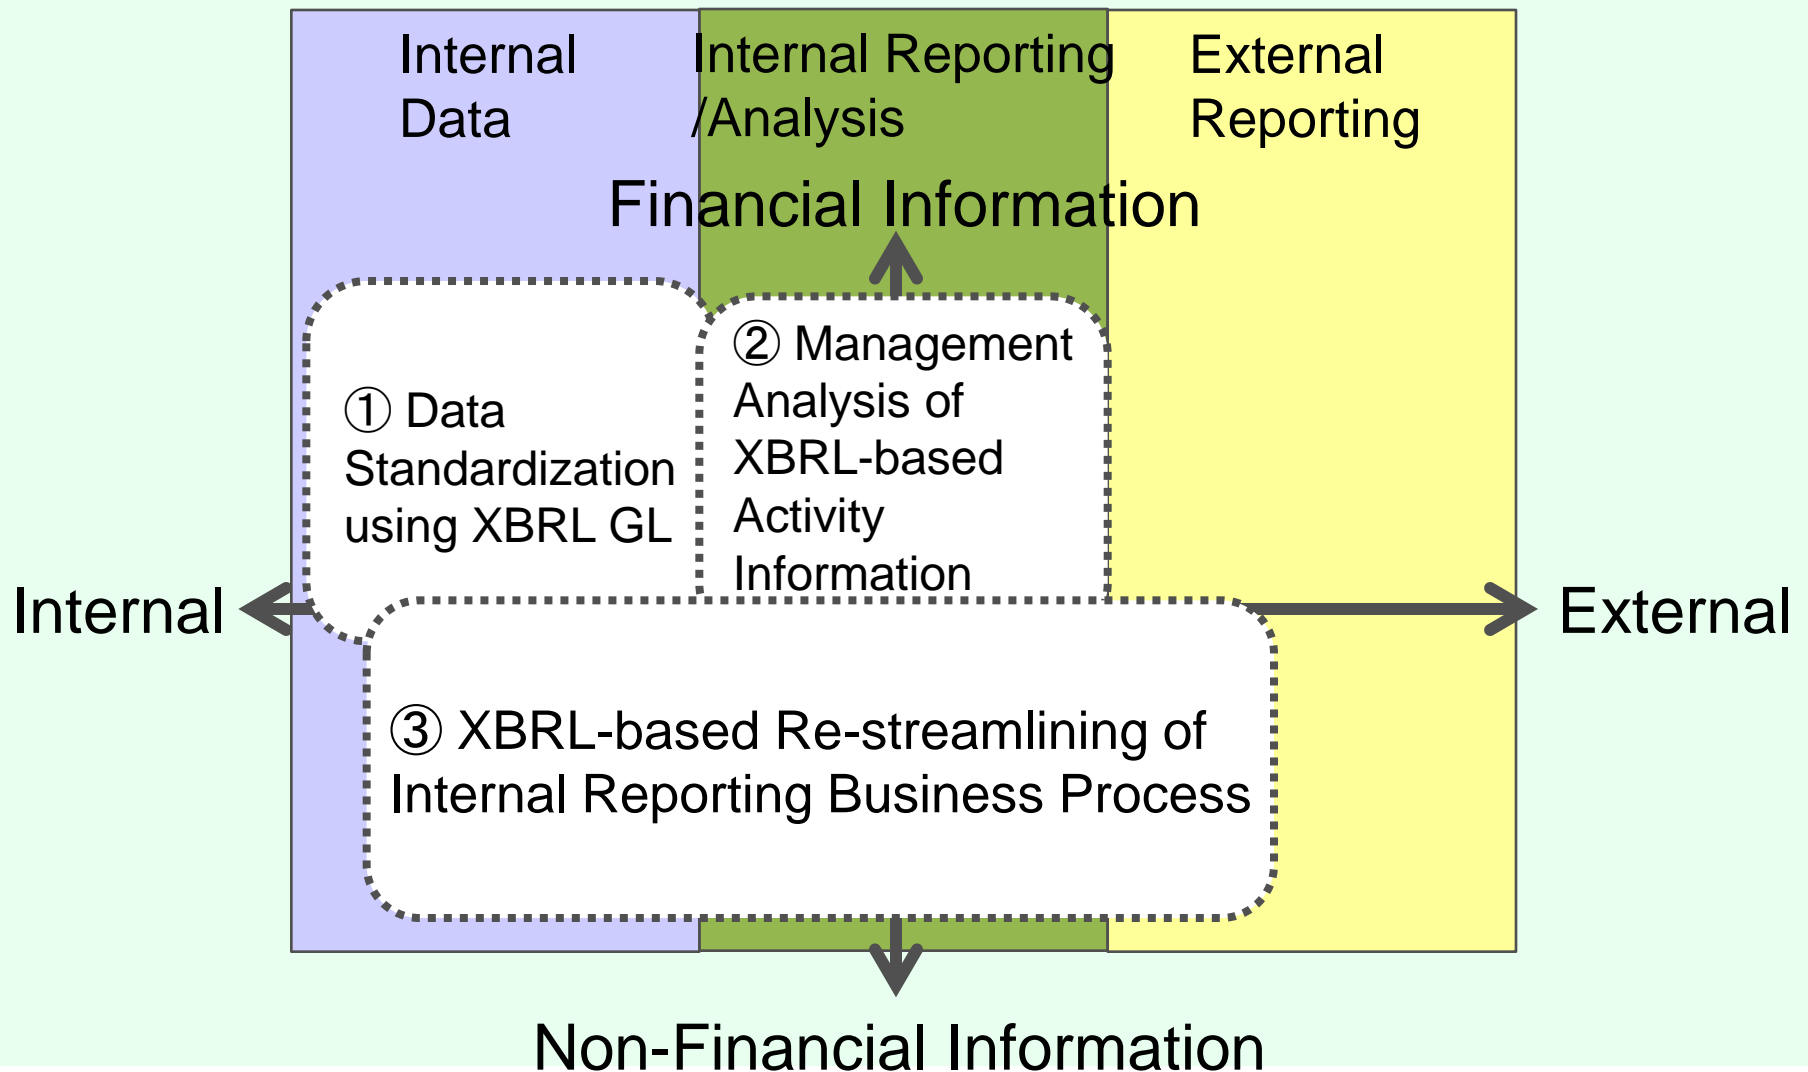 Internal
Data
Internal Reporting
/Analysis
External
Reporting
Financial Information
① Data
Standardization
using XBRL GL
② Management
Analysis of
XBRL-based
Activity
Information
Internal
External
③ XBRL-based Re-streamlining of
Internal Reporting Business Process
Non-Financial Information